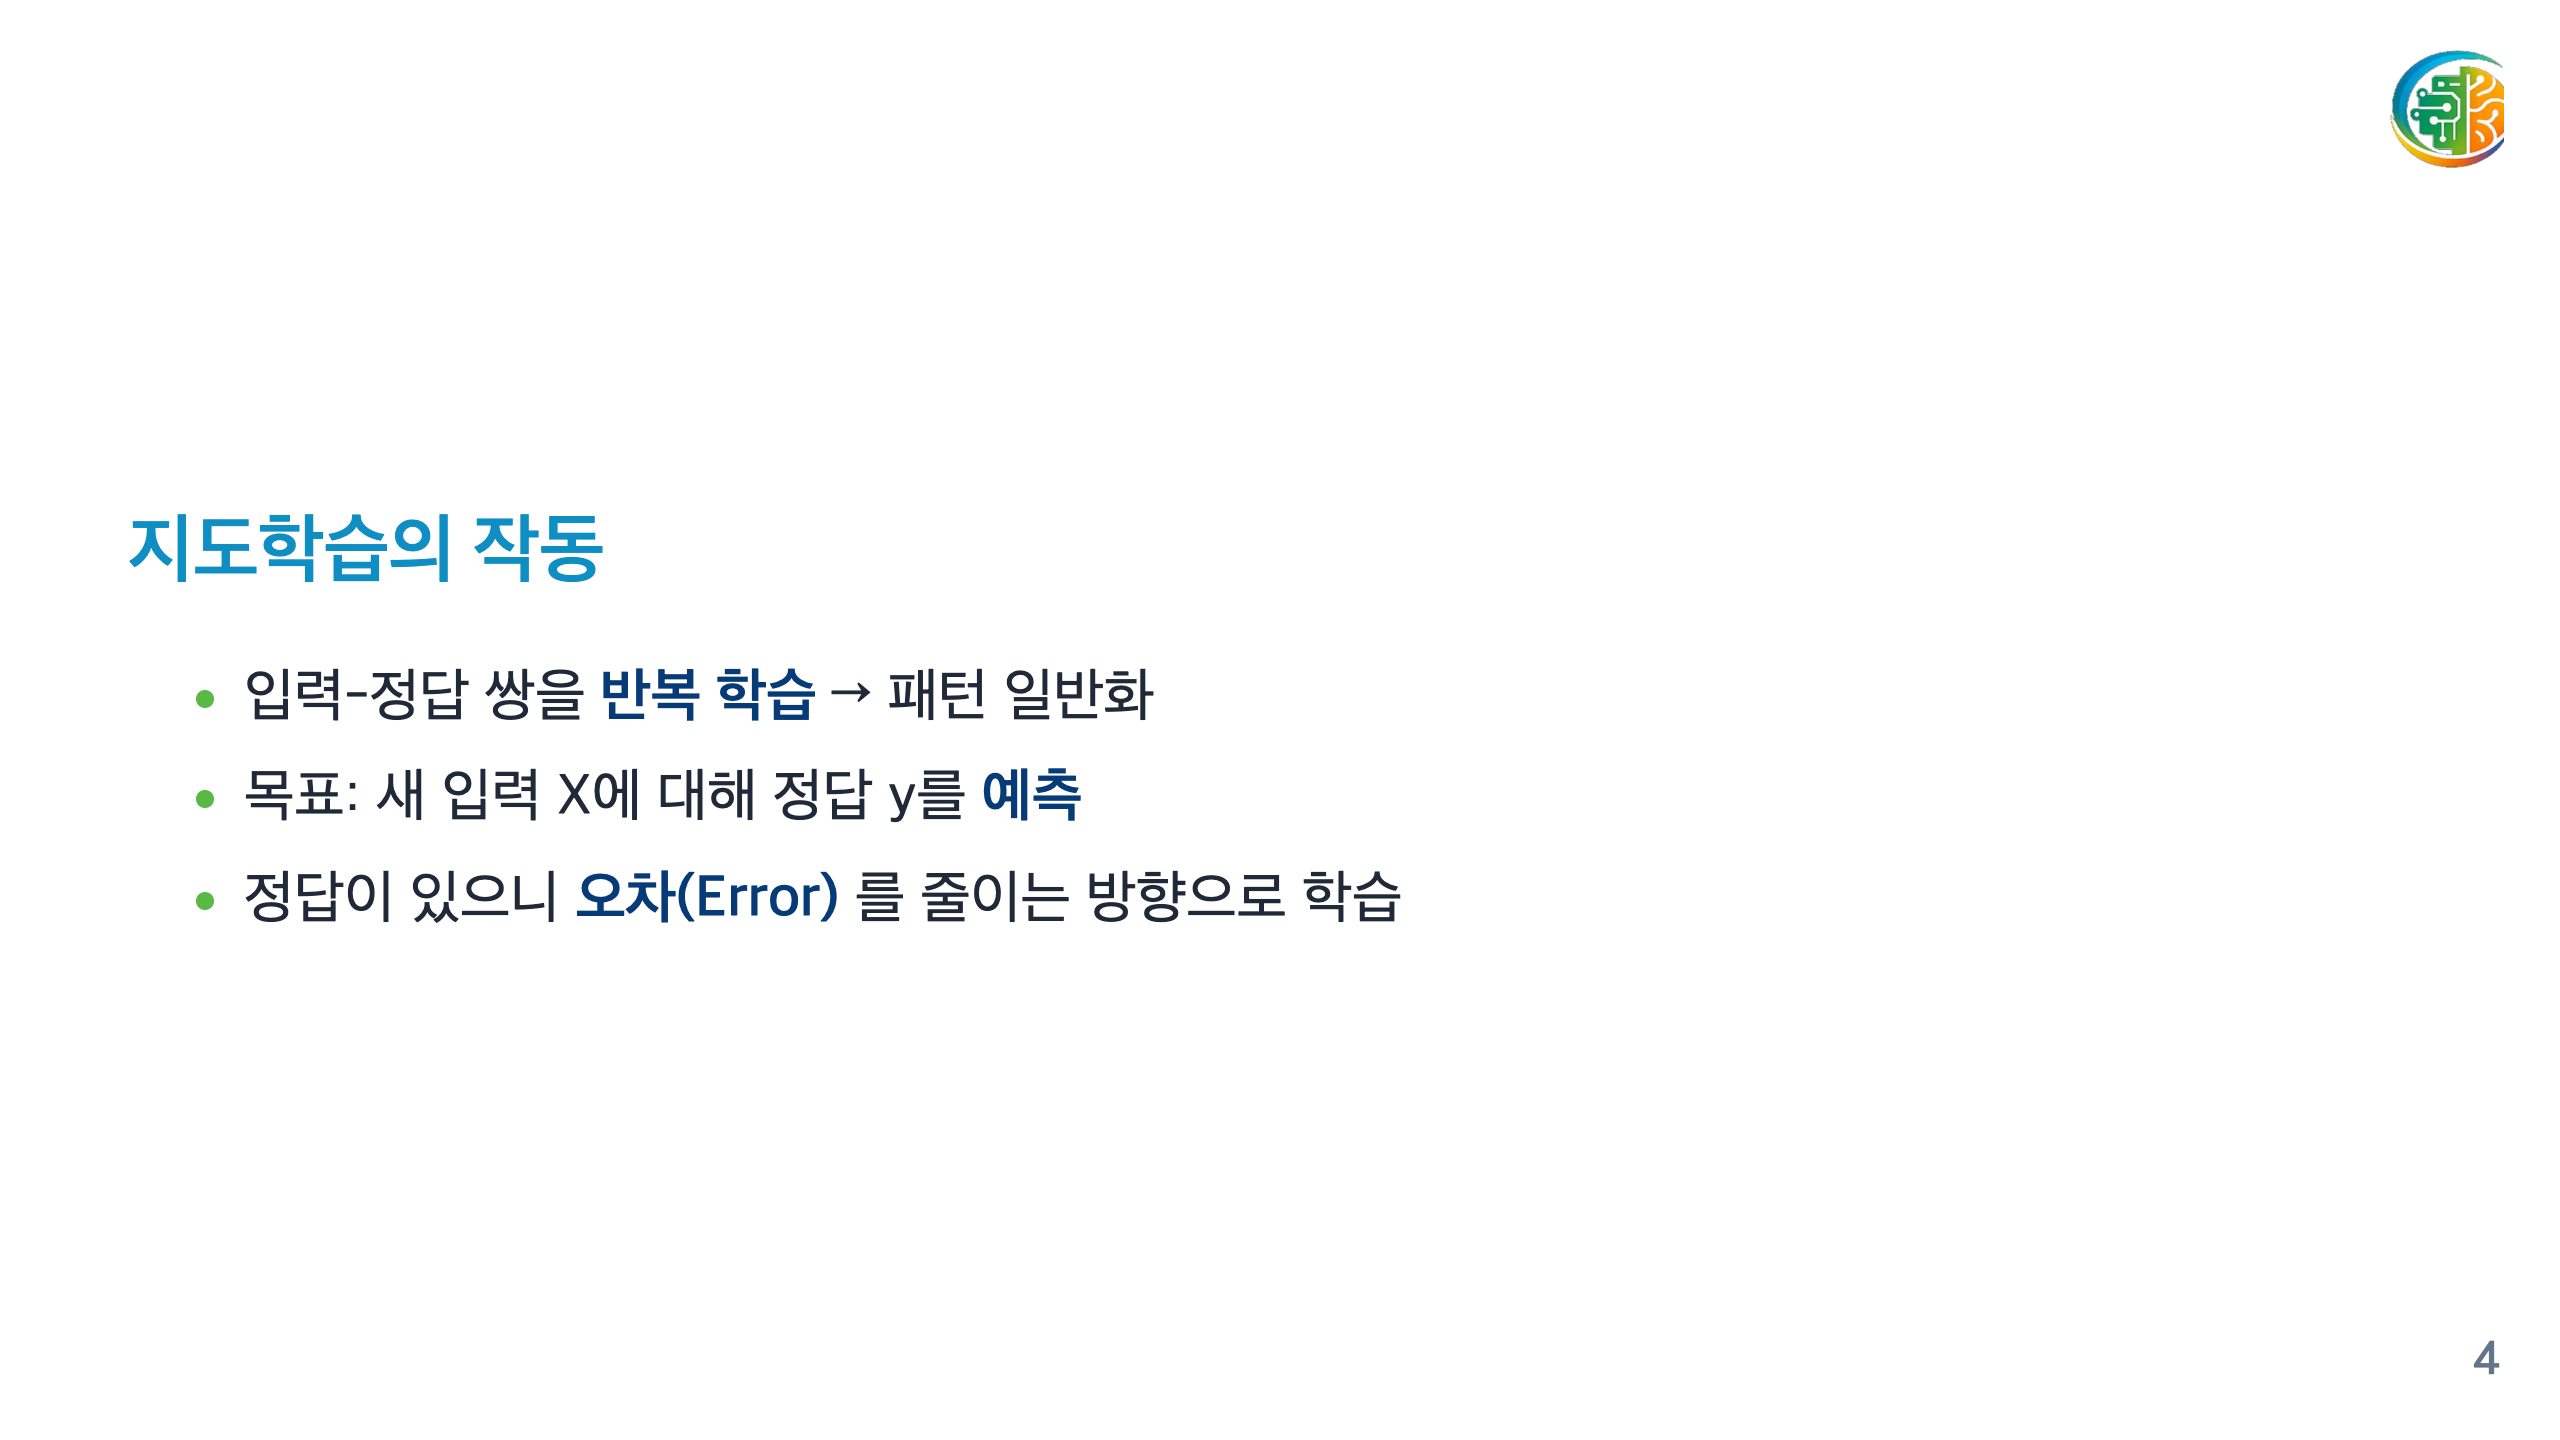 지도학습의 작동
• 입력-정답 쌍을 반복 학습 → 패턴 일반화
• 목표: 새 입력 X에 대해 정답 y를 예측
• 정답이 있으니 오차(Error) 를 줄이는 방향으로 학습
4